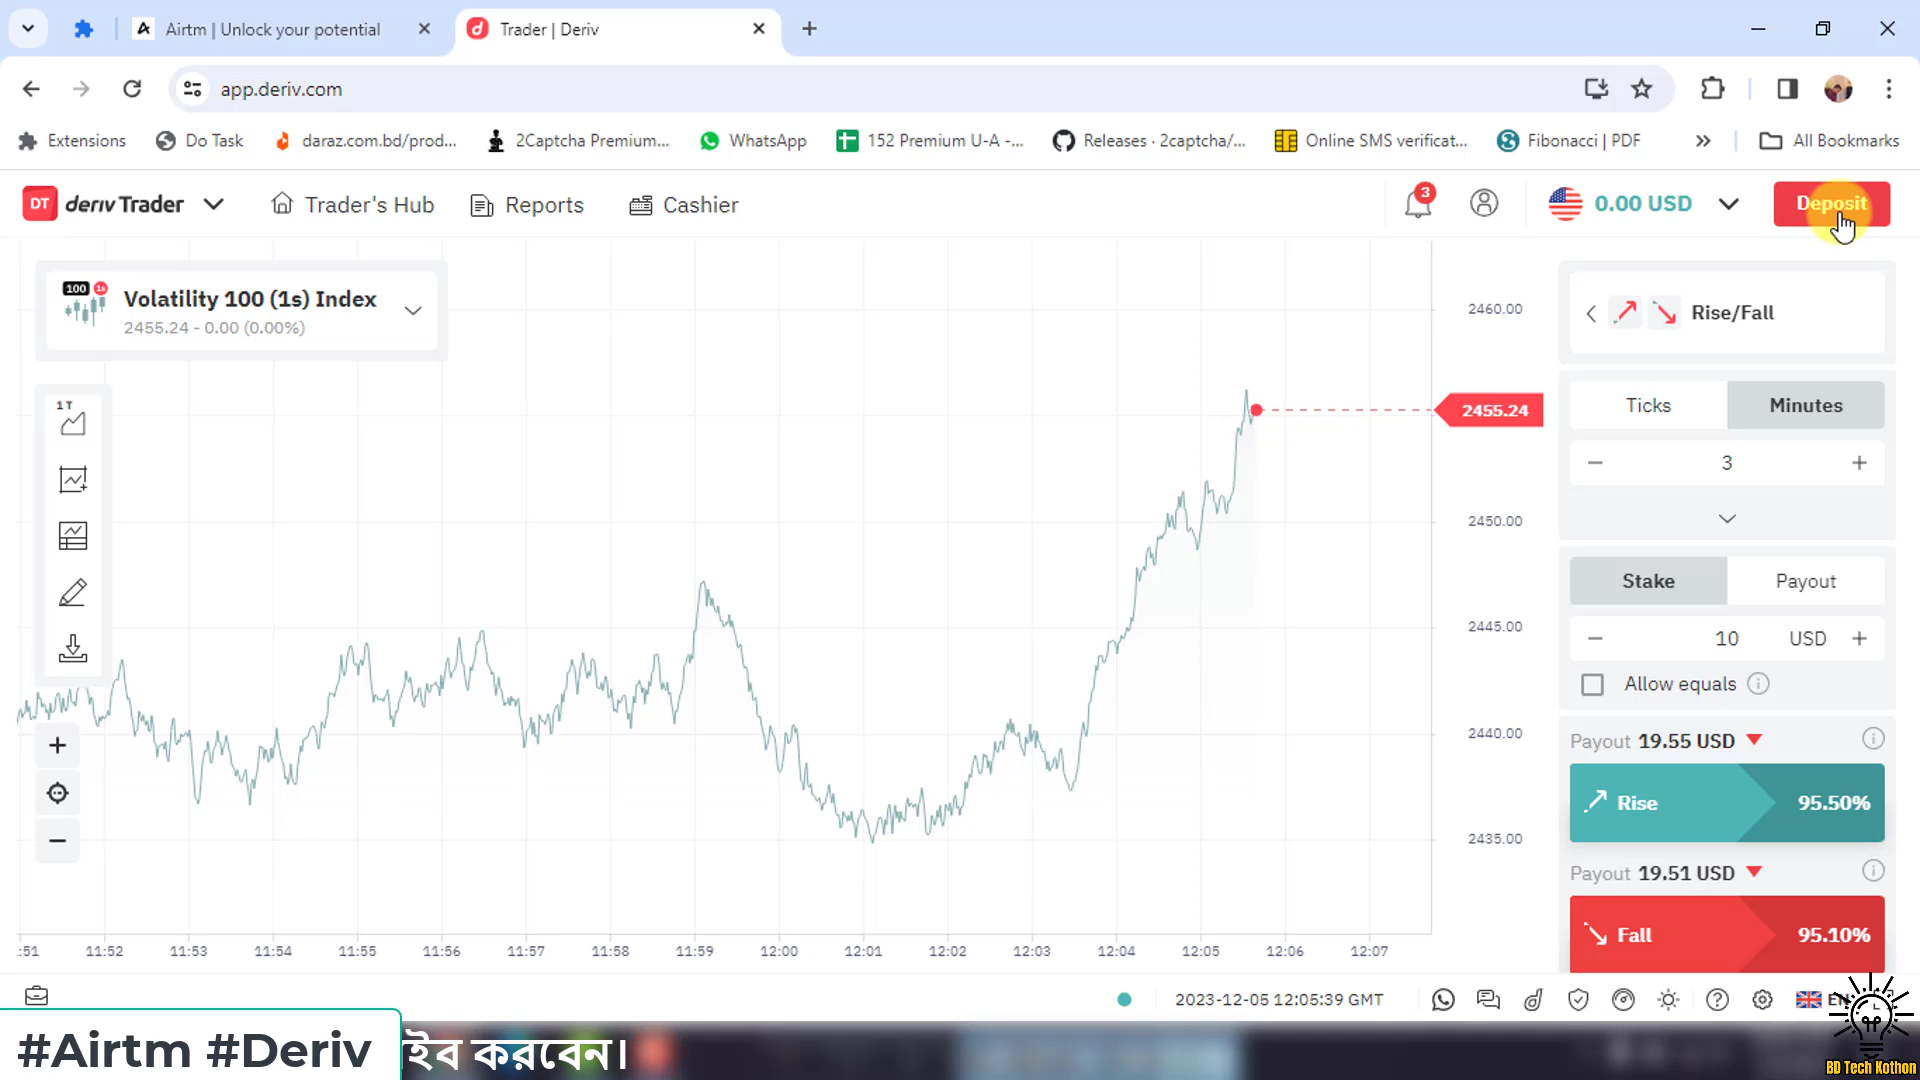 Airtm | Unlock your potential
Trader | Deriv
app.deriv.com
Extensions
Do Task
daraz.com.bd/prod...
2Captcha Premium...
WhatsApp
152 Premium U-A -...
Releases · 2captcha/...
Online SMS verificat...
Fibonacci | PDF
All Bookmarks
DT deriv Trader
Trader's Hub
Reports
Cashier
3
0.00 USD
Deposit
100 1s
Volatility 100 (1s) Index
2455.24 - 0.00 (0.00%)
1T
2460.00
2455.24
2450.00
2445.00
2440.00
2435.00
Rise/Fall
Ticks
Minutes
3
Stake
Payout
10
USD
Allow equals
Payout 19.55 USD
Rise
95.50%
Payout 19.51 USD
Fall
95.10%
:51
11:52
11:53
11:54
11:55
11:56
11:57
11:58
11:59
12:00
12:01
12:02
12:03
12:04
12:05
12:06
12:07
2023-12-05 12:05:39 GMT
#Airtm #Deriv
করবেন।
BD Tech Kothon